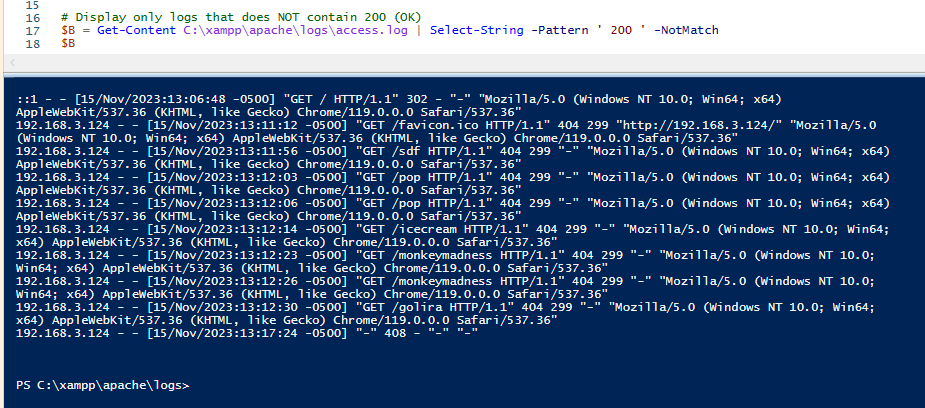 15
16 # Display only logs that does NOT contain 200 (OK)
17 $B = Get-Content C:\xampp\apache\logs\access.log | Select-String -Pattern ' 200 ' -NotMatch
18 $B
::1 - - [15/Nov/2023:13:06:48 -0500] "GET / HTTP/1.1" 302 - "-" "Mozilla/5.0 (Windows NT 10.0; Win64; x64)
AppleWebKit/537.36 (KHTML, like Gecko) Chrome/119.0.0.0 Safari/537.36"
192.168.3.124 - - [15/Nov/2023:13:11:12 -0500] "GET /favicon.ico HTTP/1.1" 404 299 "http://192.168.3.124/" "Mozilla/5.0
(Windows NT 10.0; Win64; x64) AppleWebKit/537.36 (KHTML, like Gecko) Chrome/119.0.0.0 Safari/537.36"
192.168.3.124 - - [15/Nov/2023:13:11:56 -0500] "GET /sdf HTTP/1.1" 404 299 "-" "Mozilla/5.0 (Windows NT 10.0; Win64; x64)
AppleWebKit/537.36 (KHTML, like Gecko) Chrome/119.0.0.0 Safari/537.36"
192.168.3.124 - - [15/Nov/2023:13:12:03 -0500] "GET /pop HTTP/1.1" 404 299 "-" "Mozilla/5.0 (Windows NT 10.0; Win64; x64)
AppleWebKit/537.36 (KHTML, like Gecko) Chrome/119.0.0.0 Safari/537.36"
192.168.3.124 - - [15/Nov/2023:13:12:06 -0500] "GET /pop HTTP/1.1" 404 299 "-" "Mozilla/5.0 (Windows NT 10.0; Win64; x64)
AppleWebKit/537.36 (KHTML, like Gecko) Chrome/119.0.0.0 Safari/537.36"
192.168.3.124 - - [15/Nov/2023:13:12:14 -0500] "GET /icecream HTTP/1.1" 404 299 "-" "Mozilla/5.0 (Windows NT 10.0; Win64;
x64) AppleWebKit/537.36 (KHTML, like Gecko) Chrome/119.0.0.0 Safari/537.36"
192.168.3.124 - - [15/Nov/2023:13:12:23 -0500] "GET /monkeymadness HTTP/1.1" 404 299 "-" "Mozilla/5.0 (Windows NT 10.0;
Win64; x64) AppleWebKit/537.36 (KHTML, like Gecko) Chrome/119.0.0.0 Safari/537.36"
192.168.3.124 - - [15/Nov/2023:13:12:26 -0500] "GET /monkeymadness HTTP/1.1" 404 299 "-" "Mozilla/5.0 (Windows NT 10.0;
Win64; x64) AppleWebKit/537.36 (KHTML, like Gecko) Chrome/119.0.0.0 Safari/537.36"
192.168.3.124 - - [15/Nov/2023:13:12:30 -0500] "GET /golira HTTP/1.1" 404 299 "-" "Mozilla/5.0 (Windows NT 10.0; Win64;
x64) AppleWebKit/537.36 (KHTML, like Gecko) Chrome/119.0.0.0 Safari/537.36"
192.168.3.124 - - [15/Nov/2023:13:17:24 -0500] "-" 408 - "-" "-"
PS C:\xampp\apache\logs>